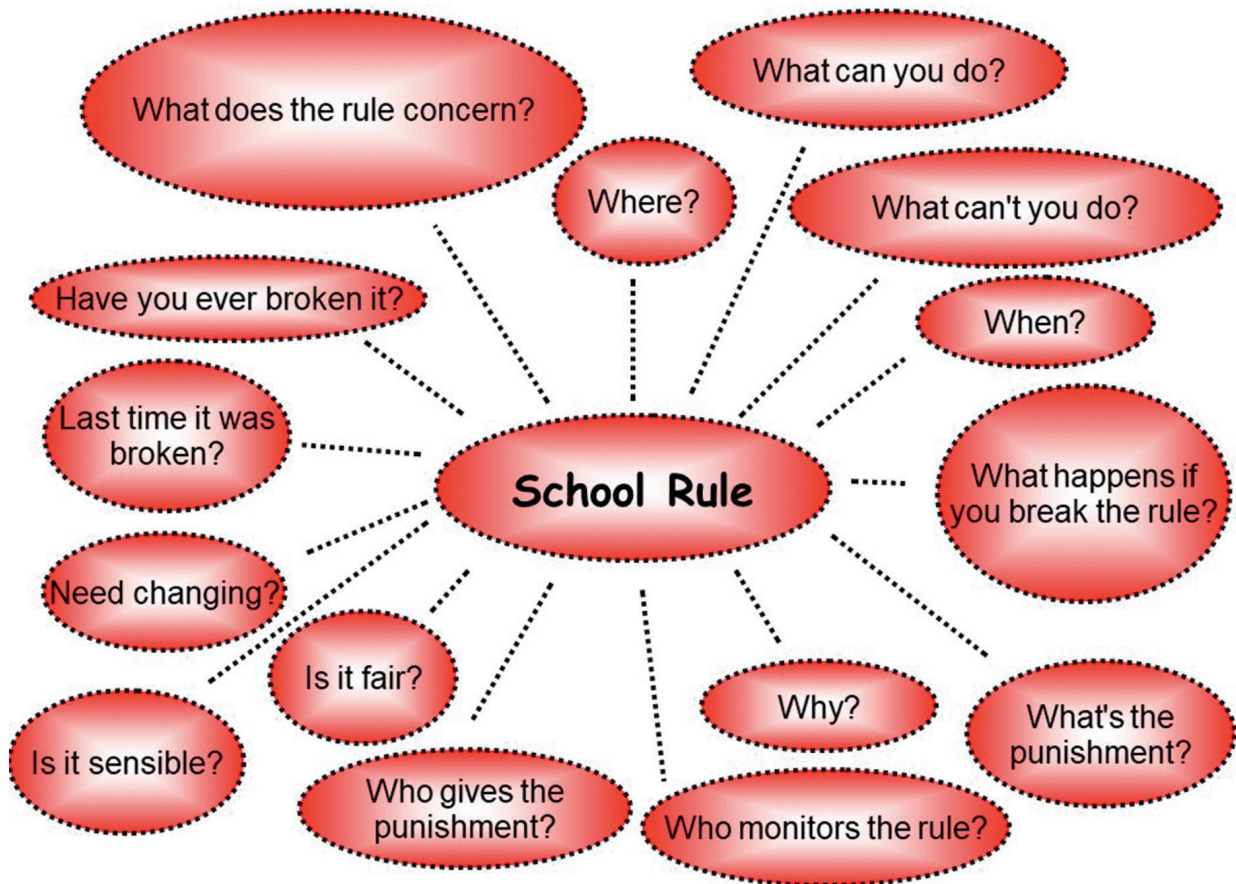 What can you do?
What does the rule concern?
Where?
What can't you do?
Have you ever broken it?
When?
Last time it was
broken?
School Rule
What happens if
you break the rule?
Need changing?
Is it fair?
Why?
What's the
punishment?
Is it sensible?
Who gives the
punishment?
Who monitors the rule?